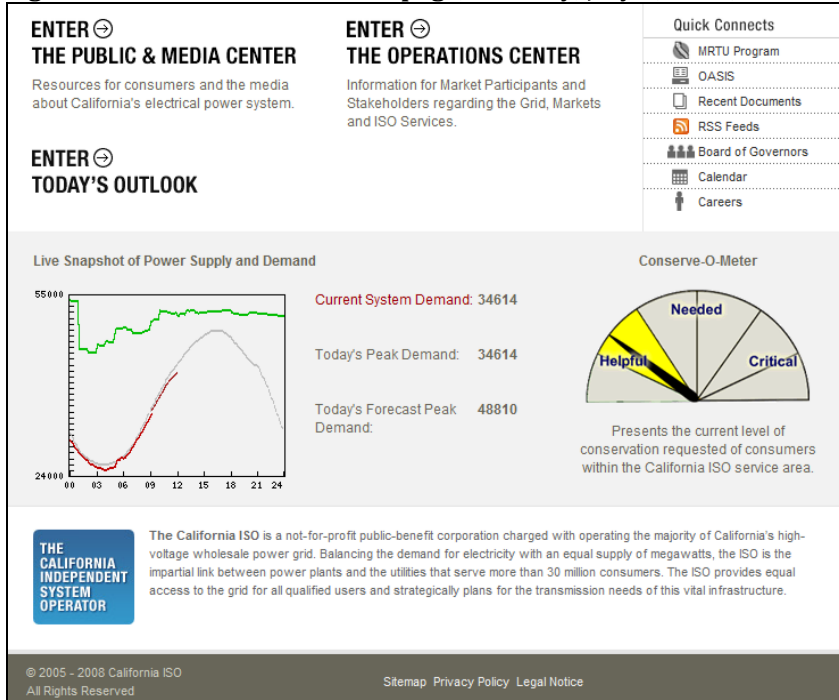 ENTER
THE PUBLIC & MEDIA CENTER
Resources for consumers and the media
about California's electrical power system.
ENTER
THE OPERATIONS CENTER
Information for Market Participants and
Stakeholders regarding the Grid, Markets
and ISO Services.
ENTER
TODAY'S OUTLOOK
Quick Connects
MRTU Program
OASIS
Recent Documents
RSS Feeds
Board of Governors
Calendar
Careers
Live Snapshot of Power Supply and Demand
55000
24000
00 03 06 09 12 15 18 21 24
Current System Demand: 34614
Today's Peak Demand: 34614
Today's Forecast Peak 48810
Demand:
Conserve-O-Meter
Needed
Helpful
Critical
Presents the current level of
conservation requested of consumers
within the California ISO service area.
THE
CALIFORNIA
INDEPENDENT
SYSTEM
OPERATOR
The California ISO is a not-for-profit public-benefit corporation charged with operating the majority of California's high-
voltage wholesale power grid. Balancing the demand for electricity with an equal supply of megawatts, the ISO is the
impartial link between power plants and the utilities that serve more than 30 million consumers. The ISO provides equal
access to the grid for all qualified users and strategically plans for the transmission needs of this vital infrastructure.
© 2005 - 2008 California ISO
All Rights Reserved
Sitemap Privacy Policy Legal Notice